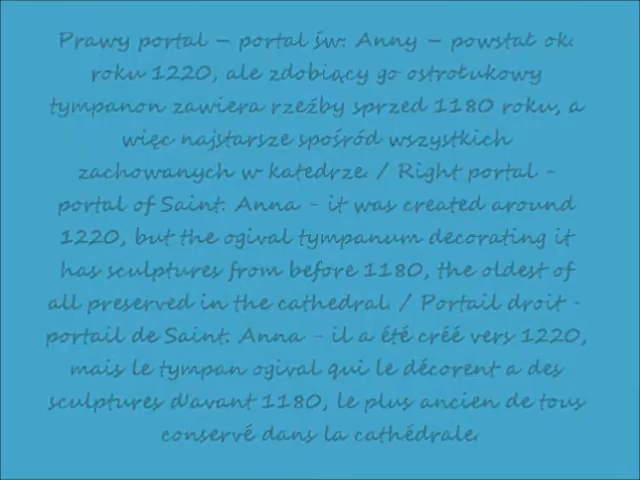 Prawy portal – portal św. Anny – powstał ok.
roku 1220, ale zdobiący go ostrołukowy
tympanon zawiera rzeźby sprzed 1180 roku, a
więc najstarsze spośród wszystkich
zachowanych w katedrze. / Right portal -
portal of Saint. Anna - it was created around
1220, but the ogival tympanum decorating it
has sculptures from before 1180, the oldest of
all preserved in the cathedral. / Portail droit -
portail de Saint. Anna - il a été créé vers 1220,
mais le tympan ogival qui le décorent a des
sculptures d'avant 1180, le plus ancien de tous
conservé dans la cathédrale.